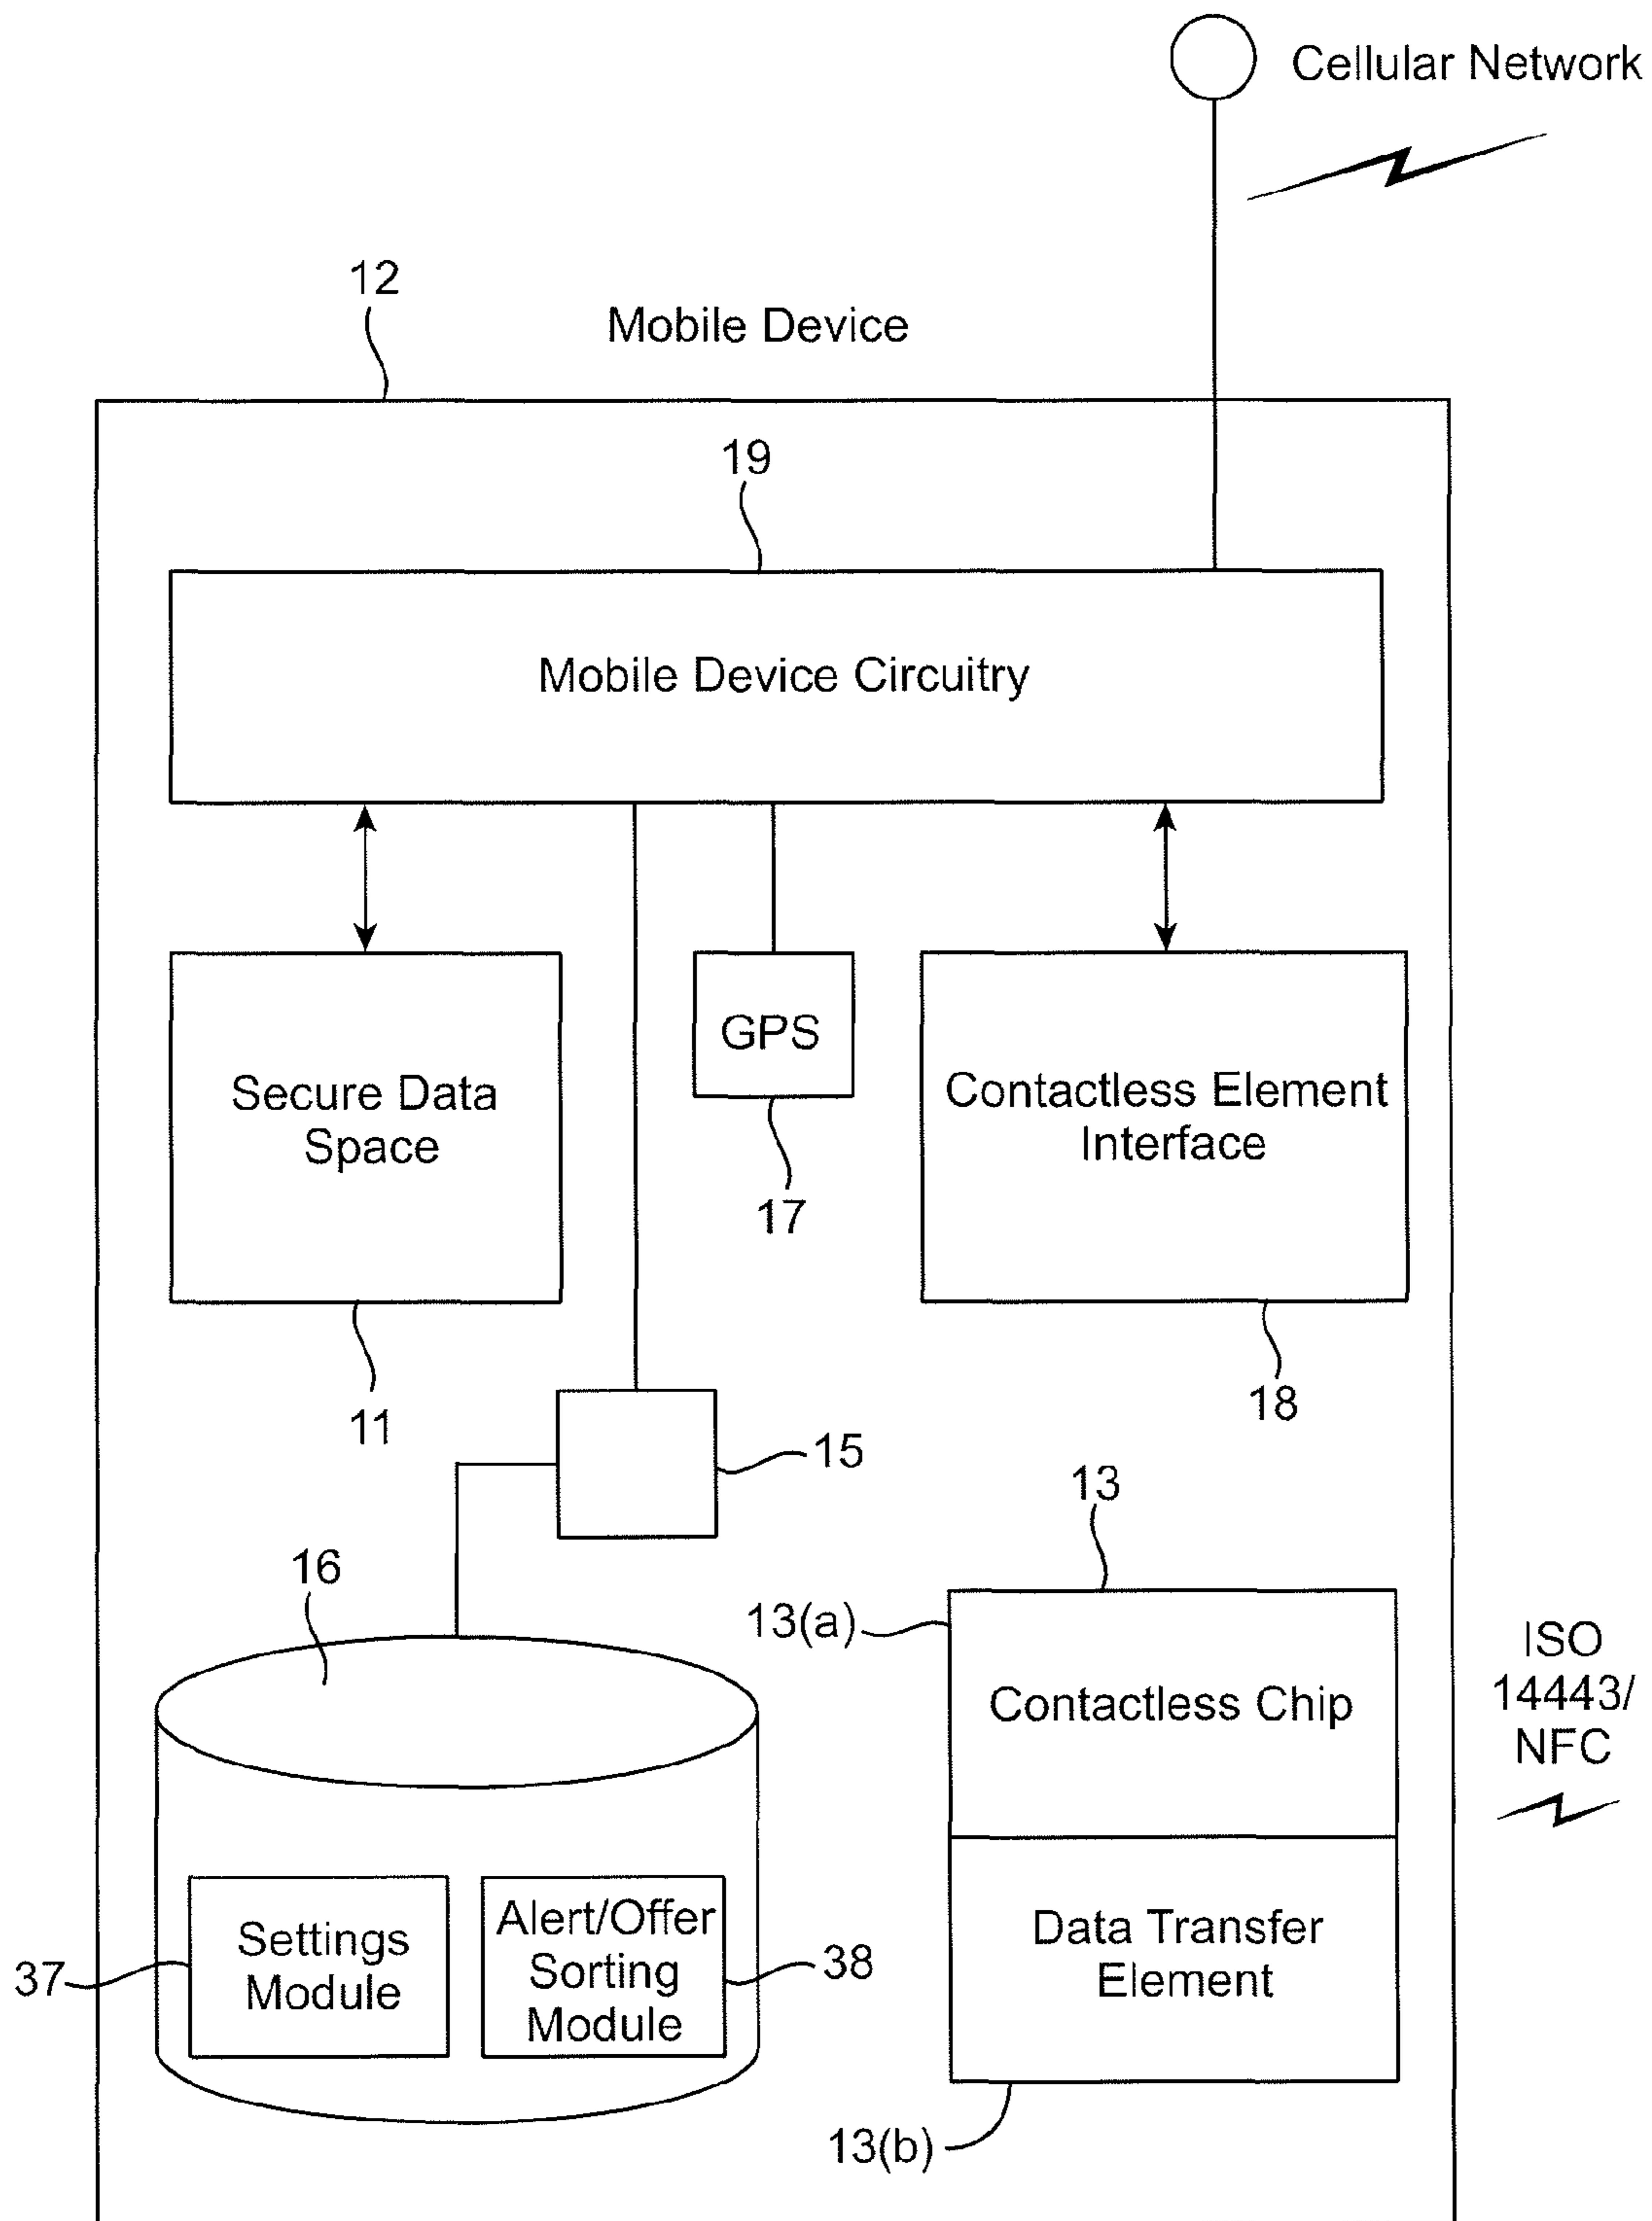 Cellular Network
12
Mobile Device
19
Mobile Device Circuitry
GPS
Secure Data
Space
Contactless Element
Interface
17
11
18
15
13
16
13(a)
ISO
14443/
NFC
Contactless Chip
Settings
Module
Alert/Offer
Sorting
Module
37
38
Data Transfer
Element
13(b)